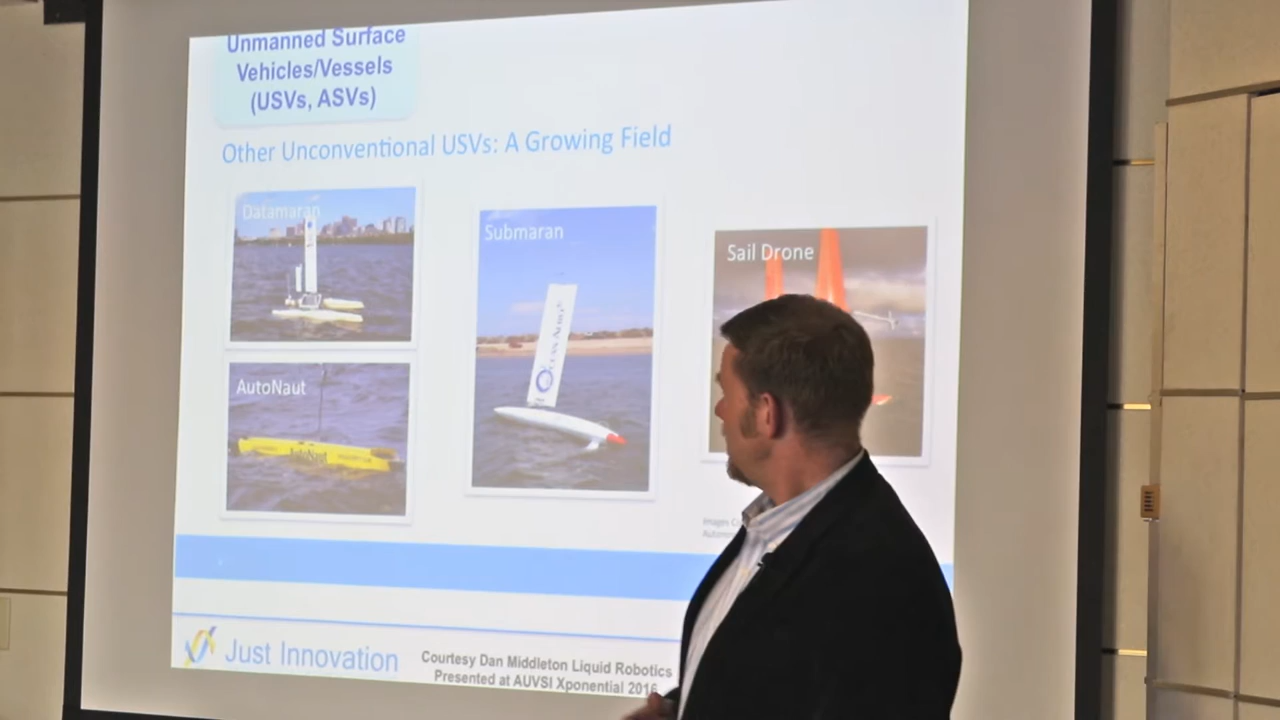 Unmanned Surface
Vehicles/Vessels
(USVs, ASVs)
Other Unconventional USVs: A Growing Field
Datamaran
Submaran
Sail Drone
AutoNaut
Images
Just Innovation
Courtesy Dan Middleton Liquid Robotics
Presented at AUVSI Xponential 2016